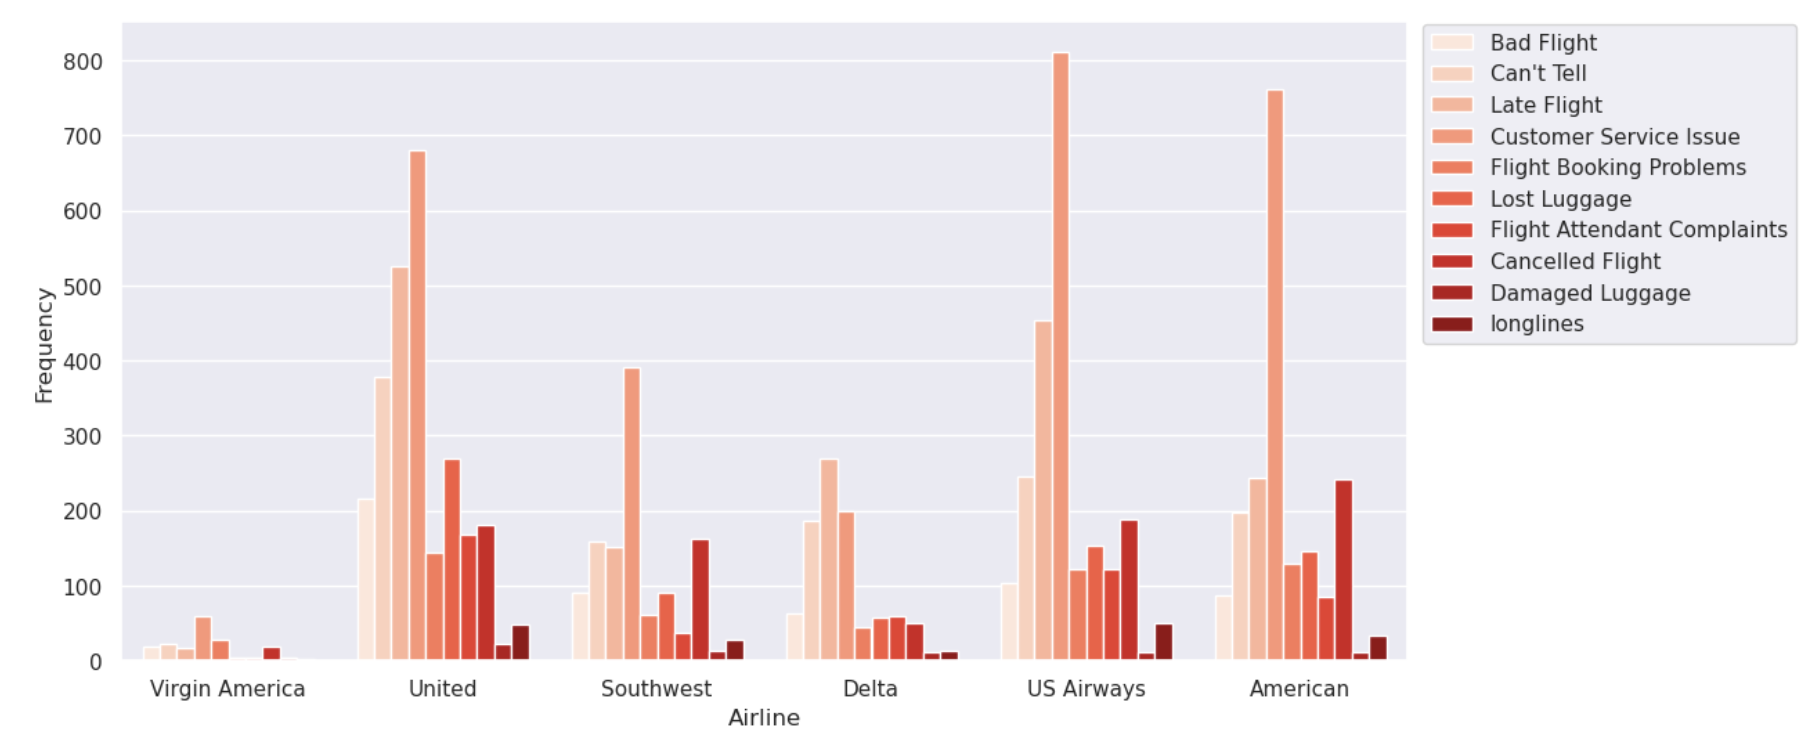 800
700
600
500
400
300
200
100
0
Frequency
Virgin America
United
Southwest
Delta
US Airways
American
Airline
Bad Flight
Can't Tell
Late Flight
Customer Service Issue
Flight Booking Problems
Lost Luggage
Flight Attendant Complaints
Cancelled Flight
Damaged Luggage
longlines